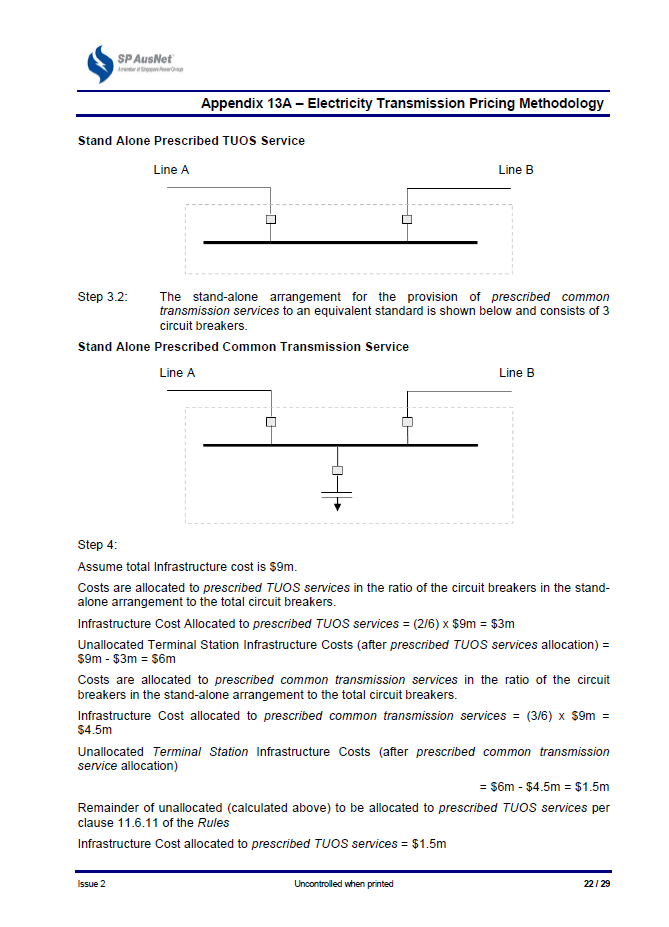 SP AusNet™
A member of Singapore Power Group
Appendix 13A – Electricity Transmission Pricing Methodology
Stand Alone Prescribed TUOS Service
Line A
Line B
Step 3.2: The stand-alone arrangement for the provision of prescribed common
transmission services to an equivalent standard is shown below and consists of 3
circuit breakers.
Stand Alone Prescribed Common Transmission Service
Line A
Line B
Step 4:
Assume total Infrastructure cost is $9m.
Costs are allocated to prescribed TUOS services in the ratio of the circuit breakers in the stand-
alone arrangement to the total circuit breakers.
Infrastructure Cost Allocated to prescribed TUOS services = (2/6) x $9m = $3m
Unallocated Terminal Station Infrastructure Costs (after prescribed TUOS services allocation) =
$9m - $3m = $6m
Costs are allocated to prescribed common transmission services in the ratio of the circuit
breakers in the stand-alone arrangement to the total circuit breakers.
Infrastructure Cost allocated to prescribed common transmission services = (3/6) x $9m =
$4.5m
Unallocated Terminal Station Infrastructure Costs (after prescribed common transmission
service allocation)
= $6m - $4.5m = $1.5m
Remainder of unallocated (calculated above) to be allocated to prescribed TUOS services per
clause 11.6.11 of the Rules
Infrastructure Cost allocated to prescribed TUOS services = $1.5m
Issue 2
Uncontrolled when printed
22 / 29